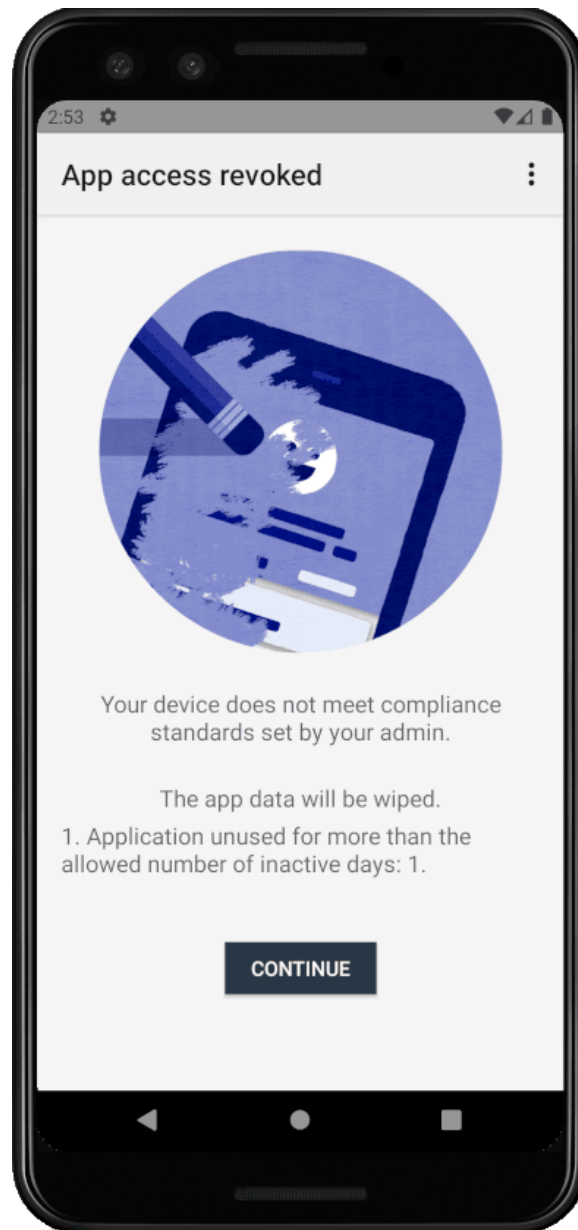 2:53
App access revoked
Your device does not meet compliance
standards set by your admin.
The app data will be wiped.
1. Application unused for more than the
allowed number of inactive days: 1.
CONTINUE